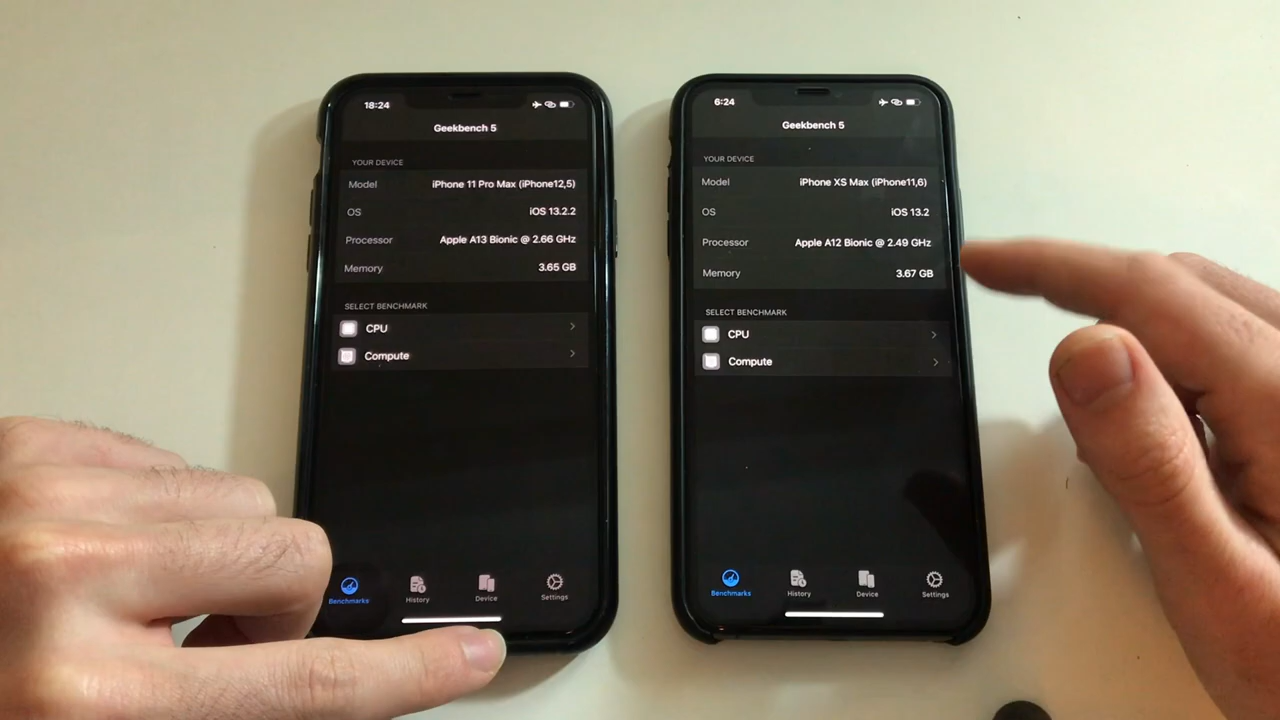 18:24
Geekbench 5
YOUR DEVICE
Model iPhone 11 Pro Max (iPhone12,5)
OS iOS 13.2.2
Processor Apple A13 Bionic @ 2.66 GHz
Memory 3.65 GB
SELECT BENCHMARK
CPU
Compute
Benchmarks History Device Settings
6:24
Geekbench 5
YOUR DEVICE
Model iPhone XS Max (iPhone11,6)
OS iOS 13.2
Processor Apple A12 Bionic @ 2.49 GHz
Memory 3.67 GB
SELECT BENCHMARK
CPU
Compute
Benchmarks History Device Settings